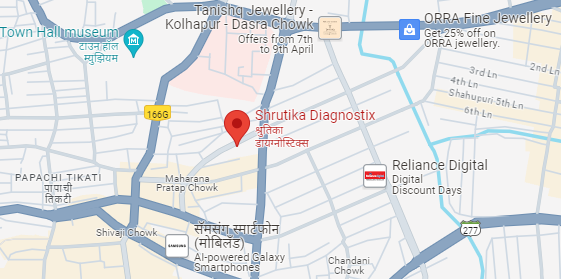 Tanishq Jewellery -
Kolhapur - Dasra Chowk
Offers from 7th
to 9th April
ORRA Fine Jewellery
Get 25% off on
ORRA jewellery.
Town Hall museum
टाउन हॉल
म्युझियम
3rd Ln
2nd Ln
4th Ln
Shahupuri 5th Ln
6th Ln
166G
Shrutika Diagnostix
श्रुतिका
डायग्नोस्टिक्स
Reliance Digital
Digital
Discount Days
PAPACHI TIKATI
पापाची
तिकटी
Maharana
Pratap Chowk
Shivaji Chowk
SAMSUNG
सॅमसंग स्मार्टफोन
(मोबिलॅड)
AI-powered Galaxy
Smartphones
277
Chandani
Chowk